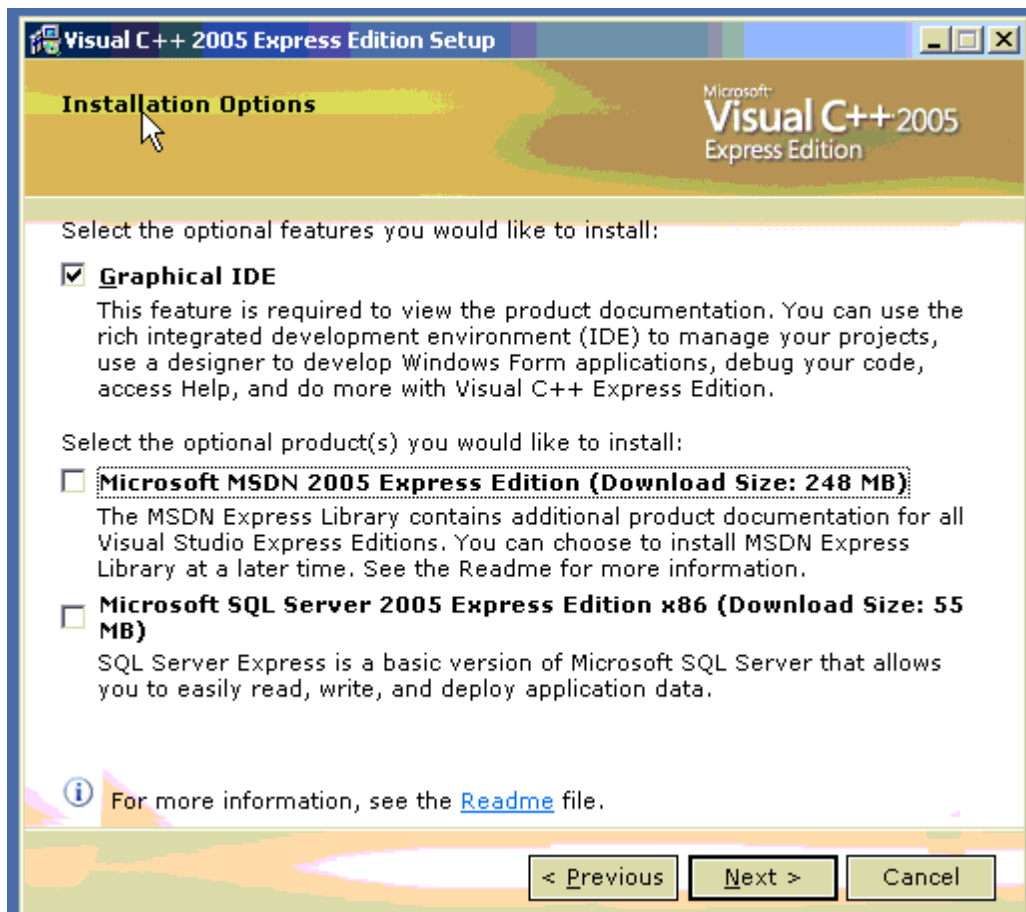 Visual C++ 2005 Express Edition Setup
Installation Options
Microsoft
Visual C++ 2005
Express Edition
Select the optional features you would like to install:
Graphical IDE
This feature is required to view the product documentation. You can use the
rich integrated development environment (IDE) to manage your projects,
use a designer to develop Windows Form applications, debug your code,
access Help, and do more with Visual C++ Express Edition.
Select the optional product(s) you would like to install:
Microsoft MSDN 2005 Express Edition (Download Size: 248 MB)
The MSDN Express Library contains additional product documentation for all
Visual Studio Express Editions. You can choose to install MSDN Express
Library at a later time. See the Readme for more information.
Microsoft SQL Server 2005 Express Edition x86 (Download Size: 55
MB)
SQL Server Express is a basic version of Microsoft SQL Server that allows
you to easily read, write, and deploy application data.
For more information, see the Readme file.
< Previous Next > Cancel